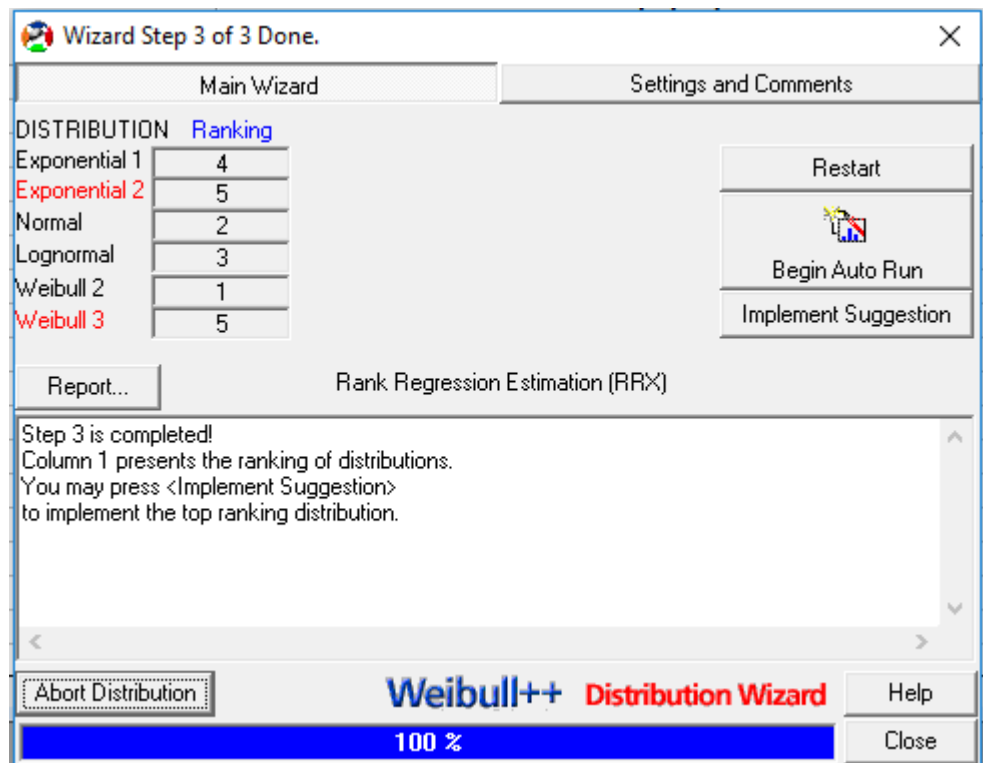 Wizard Step 3 of 3 Done.
Main Wizard
Settings and Comments
DISTRIBUTION Ranking
Exponential 1 4
Exponential 2 5
Normal 2
Lognormal 3
Weibull 2 1
Weibull 3 5
Restart
Begin Auto Run
Implement Suggestion
Report...
Rank Regression Estimation (RRX)
Step 3 is completed!
Column 1 presents the ranking of distributions.
You may press <Implement Suggestion>
to implement the top ranking distribution.
Abort Distribution
Weibull++ Distribution Wizard
Help
100 %
Close